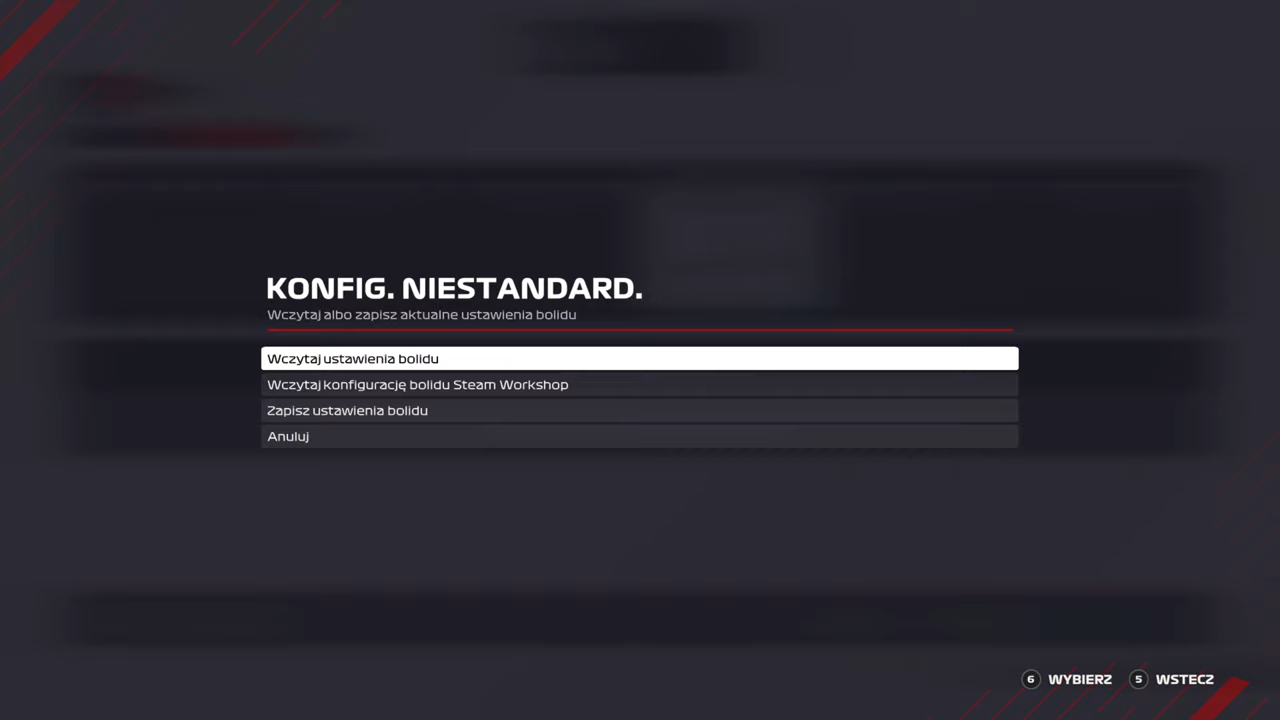 KONFIG. NIESTANDARD.
Wczytaj albo zapisz aktualne ustawienia bolidu
Wczytaj ustawienia bolidu
Wczytaj konfigurację bolidu Steam Workshop
Zapisz ustawienia bolidu
Anuluj
6 WYBIERZ 5 WSTECZ